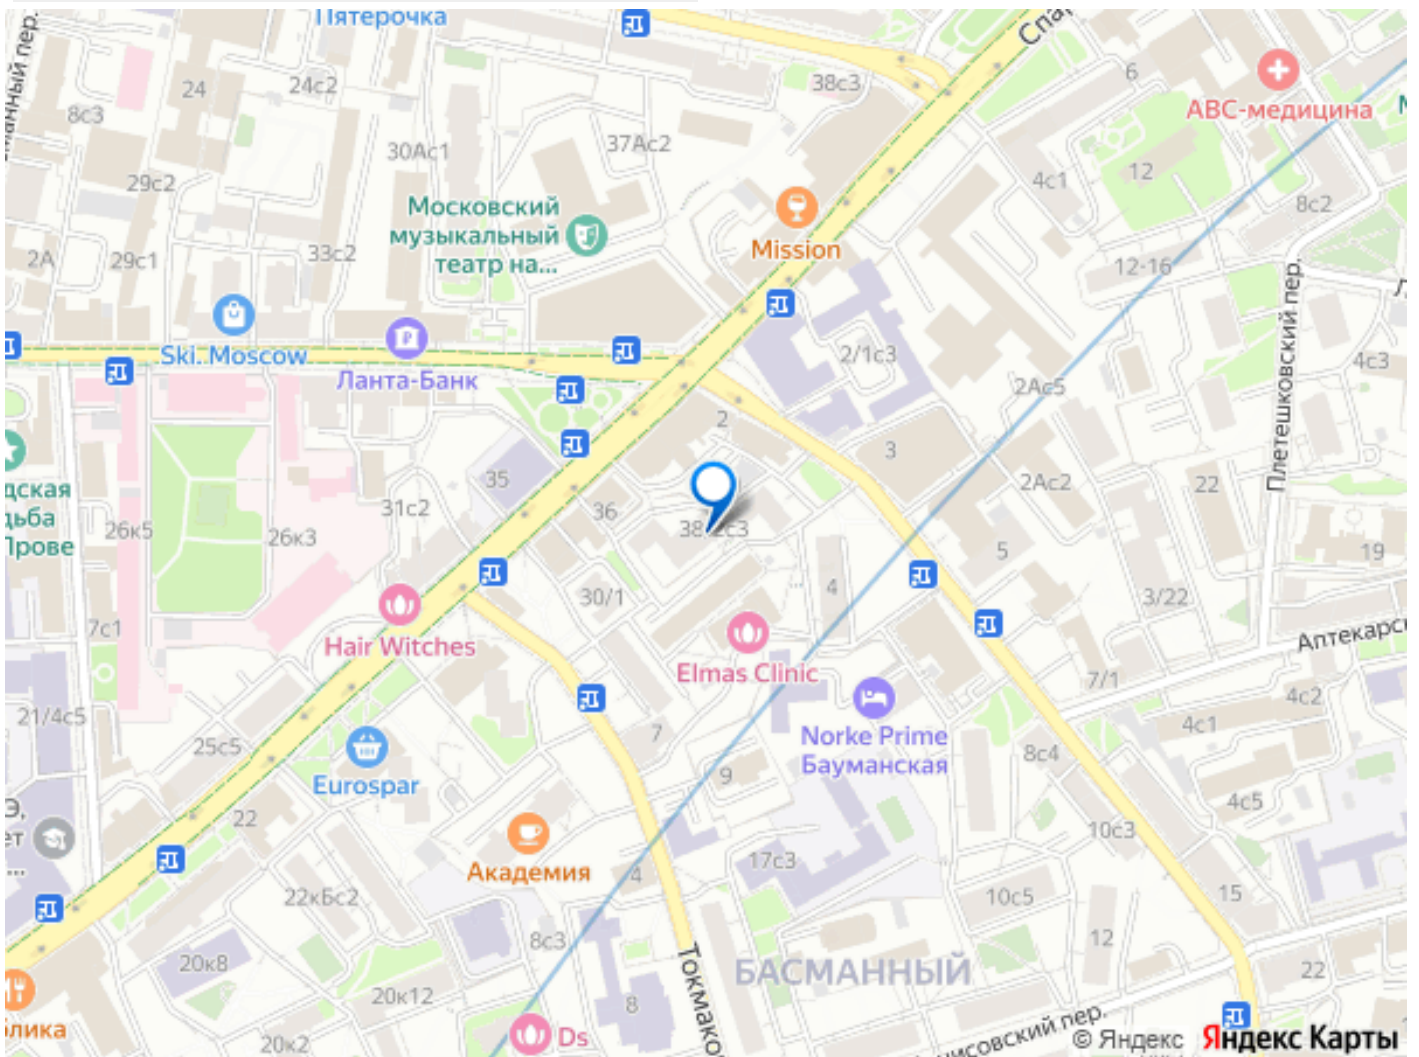 Пятерочка
24
24с2
8с3
38с3
6
АВС-медицина
30Ас1
37Ас2
29с2
12
4с1
8с2
Московский
музыкальный
театр на...
Mission
2А
29с1
33с2
12-16
Плетешковский пер.
Ski.Moscow
Ланта-Банк
2/1с3
4с3
2Ас5
2
3
35
36
31с2
26к5
26к3
2Ас2
22
5
19
30/1
4
3/22
7с1
Hair Witches
Elmas Clinic
7/1
4с2
21/4с5
25с5
7
Norke Prime
Бауманская
4с1
8с4
Eurospar
9
4с5
22
10с3
Академия
4
17с3
22кБс2
10с5
15
8с3
12
20к8
БАСМАННЫЙ
22
20к12
8
20к2
Ds
© Яндекс
Яндекс Карты